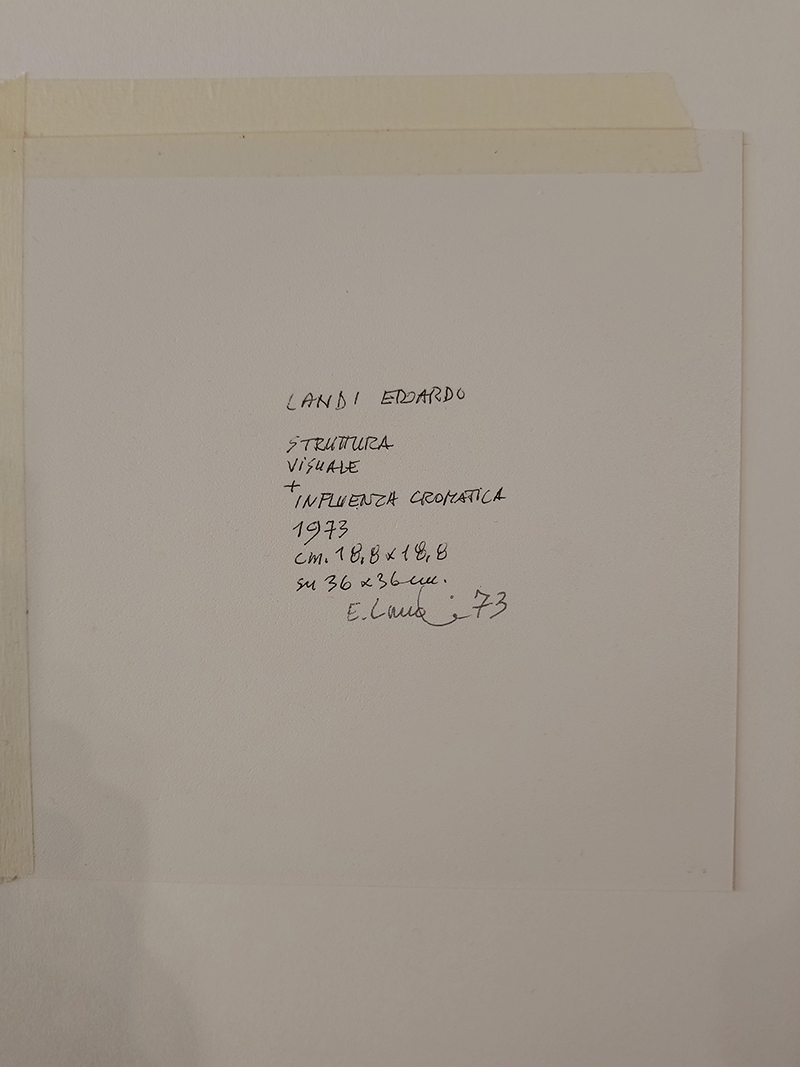 LANDI EDOARDO
STRUTTURA
VISUALE
+
INFLUENZA CROMATICA
1973
cm. 18,8 x 18,8
su 36 x 36 cm.
E. Landi 73